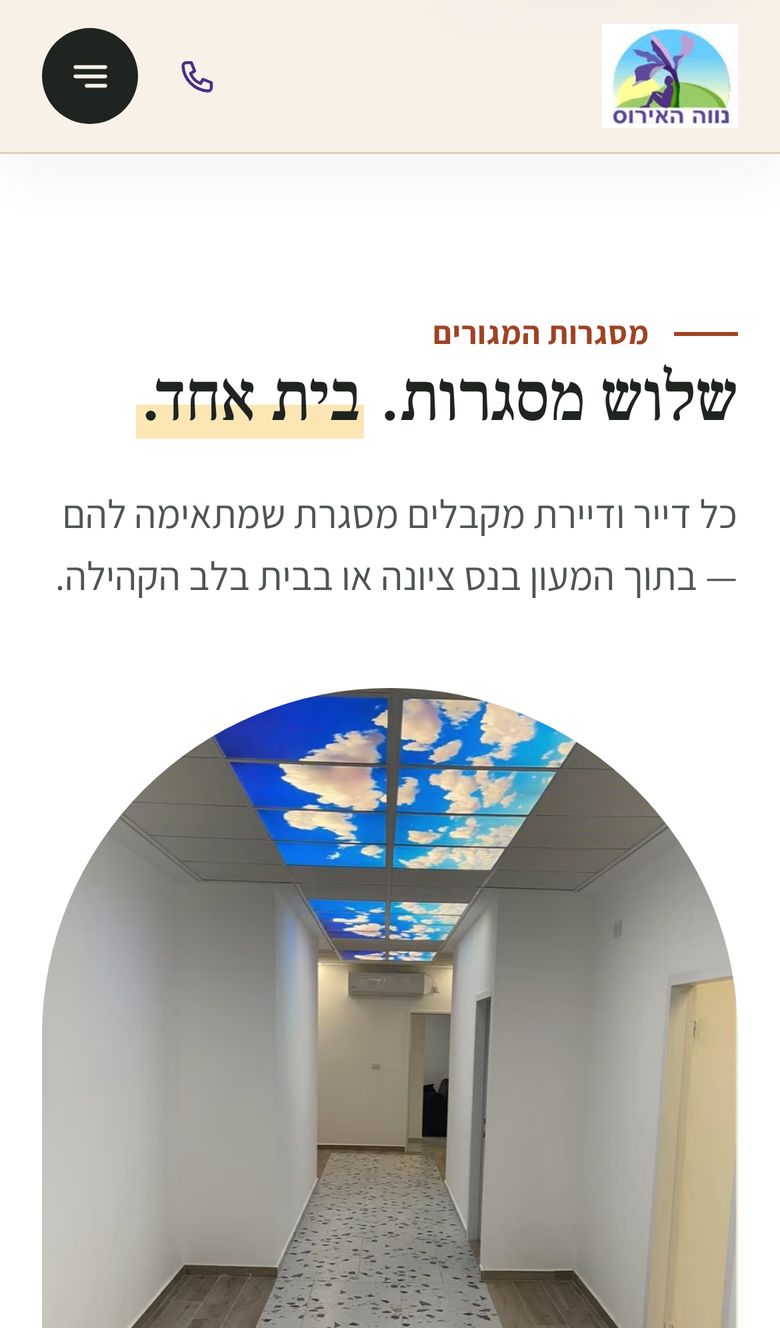 נווה האירוס
מסגרות המגורים
שלוש מסגרות. בית אחד.
כל דייר ודיירת מקבלים מסגרת שמתאימה להם
— בתוך המעון בנס ציונה או בבית בלב הקהילה.